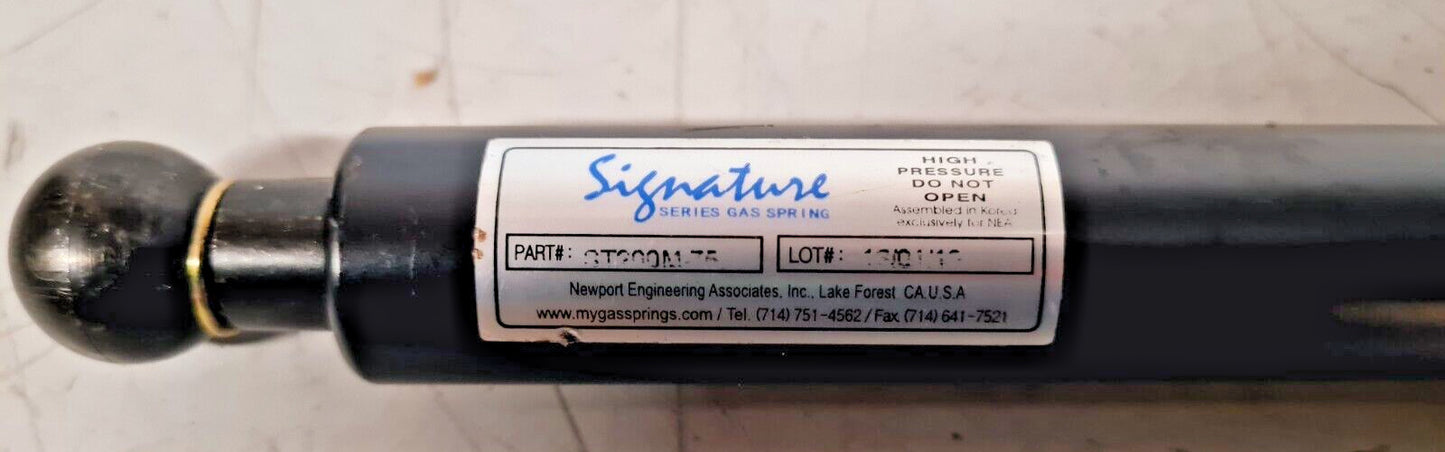 Signature
SERIES GAS SPRING
HIGH
PRESSURE
DO NOT
OPEN
Assembled in Korea
exclusively for NEA
PART#:
LOT#:
Newport Engineering Associates, Inc., Lake Forest CA.U.S.A
www.mygassprings.com / Tel. (714) 751-4562 / Fax. (714) 641-7521